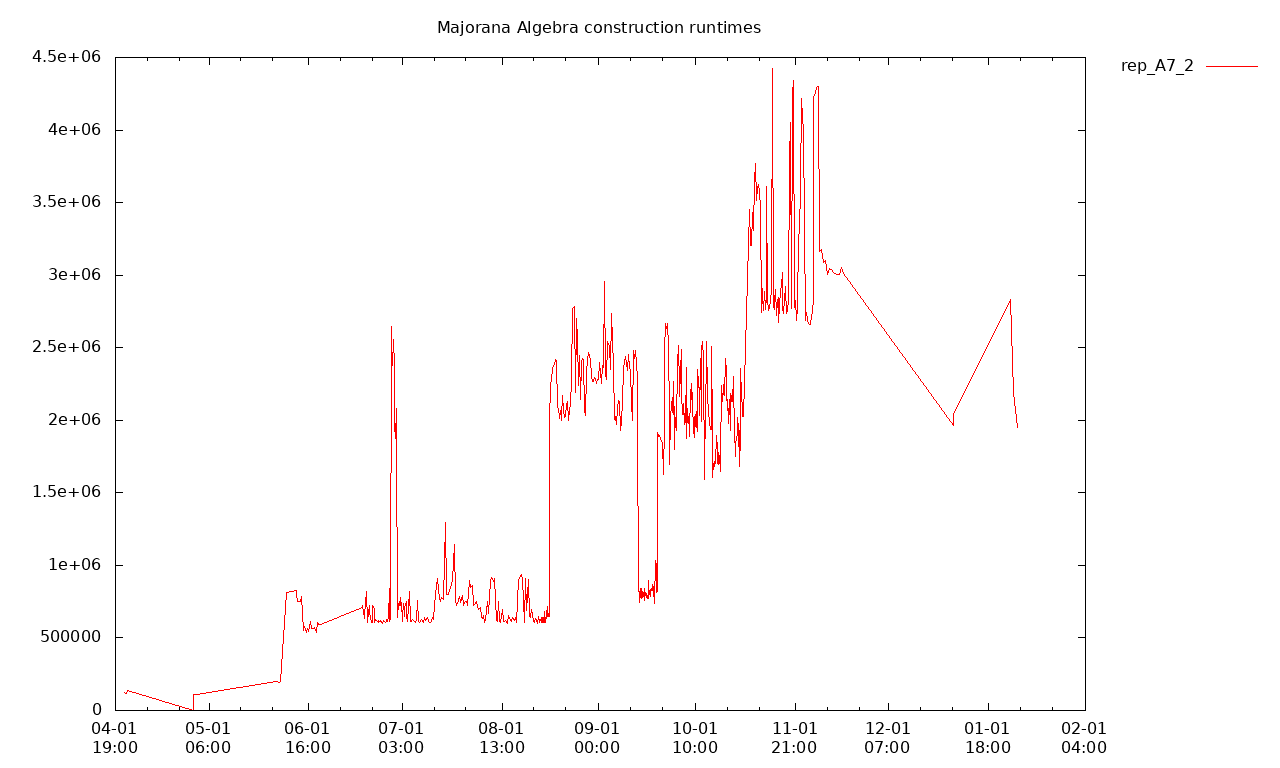 Majorana Algebra construction runtimes
rep_A7_2
4.5e+06
4e+06
3.5e+06
3e+06
2.5e+06
2e+06
1.5e+06
1e+06
500000
0
04-01 05-01 06-01 07-01 08-01 09-01 10-01 11-01 12-01 01-01 02-01
19:00 06:00 16:00 03:00 13:00 00:00 10:00 21:00 07:00 18:00 04:00